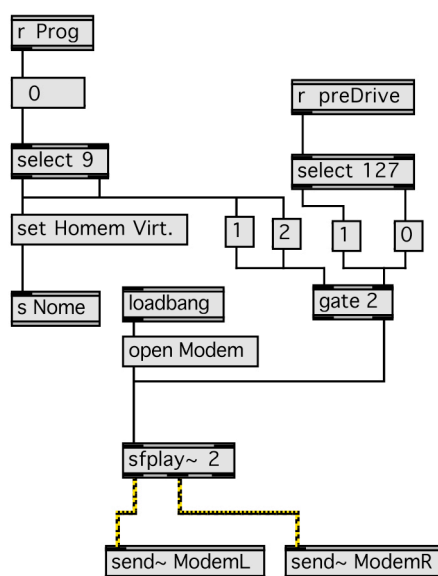 r Prog
0
r preDrive
select 9
select 127
set Homem Virt.
1
2
1
0
s Nome
loadbang
gate 2
open Modem
sfplay~ 2
send~ ModemL
send~ ModemR